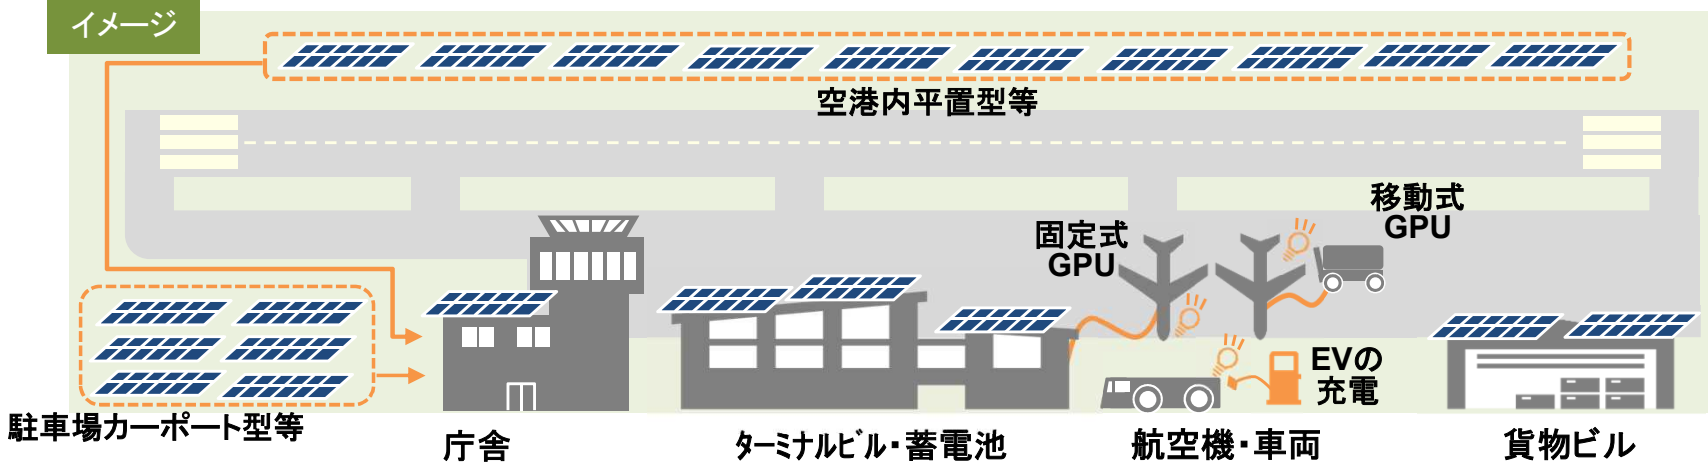 イメージ
空港内平置型等
移動式
GPU
固定式
GPU
EVの
充電
駐車場カーポート型等
庁舎
ターミナルビル・蓄電池
航空機・車両
貨物ビル